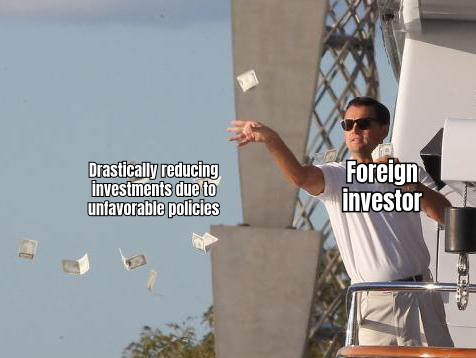 Drastically reducing
investments due to
unfavorable policies
Foreign
investor